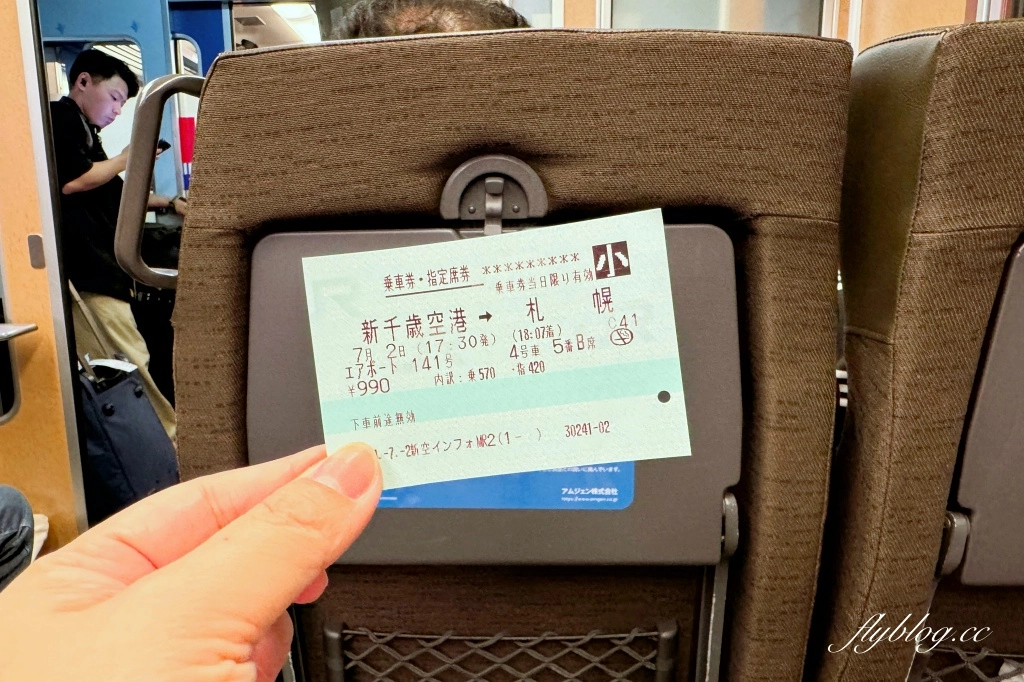 乗車券・指定席券 ********* 小
乗車券当日限り有効
新千歳空港 → 札 幌
7月 2日 (17:30発) (18:07着) C41
エアポート 141号 4号車 5番B席
¥990 内訳:乗570 ・指420
下車前途無効
-7.-2新空インフォMR2(1- ) 30241-02
アムジェン株式会社
flyblog.cc